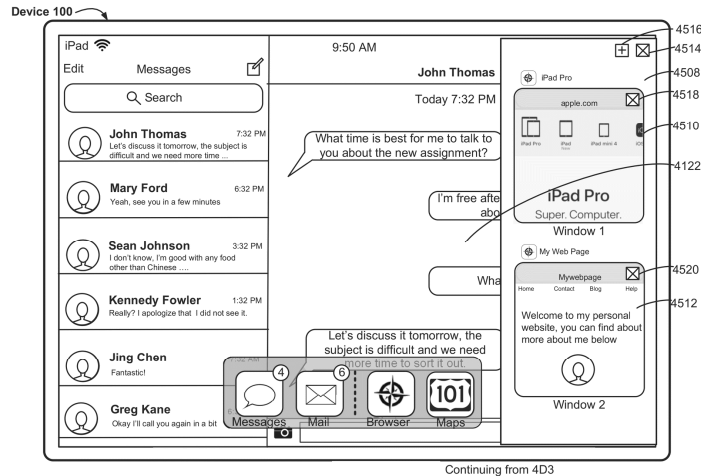 Device 100
iPad
9:50 AM
Edit
Messages
Search
John Thomas
7:32 PM
Let's discuss it tomorrow, the subject is
difficult and we need more time ...
Mary Ford
6:32 PM
Yeah, see you in a few minutes
Sean Johnson
3:32 PM
I don't know, I'm good with any food
other than Chinese ....
Kennedy Fowler
1:32 PM
Really? I apologize that I did not see it.
Jing Chen
Fantastic!
Greg Kane
Okay I'll call you again in a bit
John Thomas
Today 7:32 PM
What time is best for me to talk to
you about the new assignment?
I'm free afte
abo
Wha
Let's discuss it tomorrow, the
subject is difficult and we need
more time to sort it out.
4
6
101
Messages
Mail
Browser
Maps
iPad Pro
apple.com
iPad Pro
iPad
iPad mini 4
iPad Pro
Super. Computer.
Window 1
My Web Page
Mywebpage
Home
Contact
Blog
Help
Welcome to my personal
website, you can find about
more about me below
Window 2
4516
4514
4508
4518
4510
4122
4520
4512
Continuing from 4D3